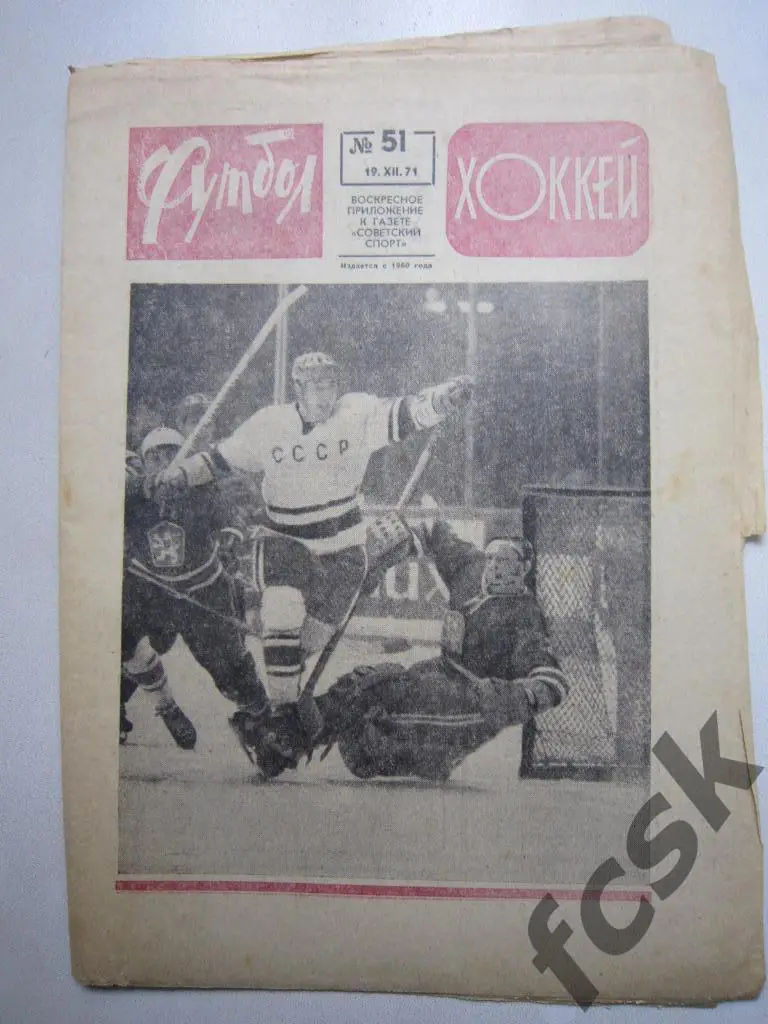 Футбол
№ 51
19. XII. 71
ВОСКРЕСНОЕ
ПРИЛОЖЕНИЕ
К ГАЗЕТЕ
«СОВЕТСКИЙ
СПОРТ»
Издается с 1960 года
ХОККЕЙ
СССР
fcsk